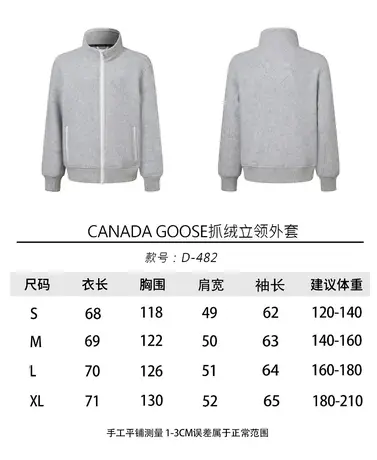 CANADA GOOSE抓绒立领外套
款号：D-482
尺码 衣长 胸围 肩宽 袖长 建议体重
S 68 118 49 62 120-140
M 69 122 50 63 140-160
L 70 126 51 64 160-180
XL 71 130 52 65 180-210
手工平铺测量 1-3CM误差属于正常范围